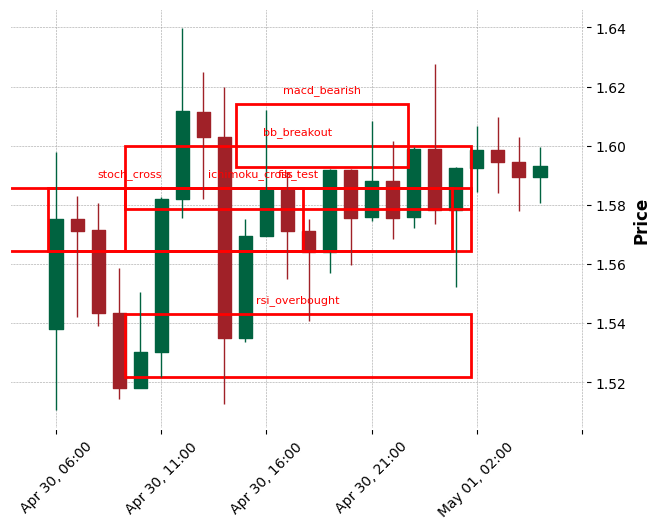 1.64
1.62
macd_bearish
bb_breakout
1.60
stoch_cross
1.58
1.56
rsi_overbought
1.54
1.52
Price
Apr 30, 06:00
Apr 30, 11:00
Apr 30, 16:00
Apr 30, 21:00
May 01, 02:00